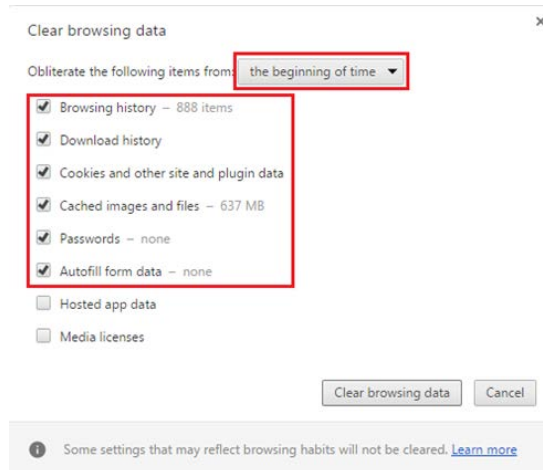 Clear browsing data
Obliterate the following items from: the beginning of time
Browsing history – 888 items
Download history
Cookies and other site and plugin data
Cached images and files – 637 MB
Passwords – none
Autofill form data – none
Hosted app data
Media licenses
Clear browsing data Cancel
Some settings that may reflect browsing habits will not be cleared. Learn more